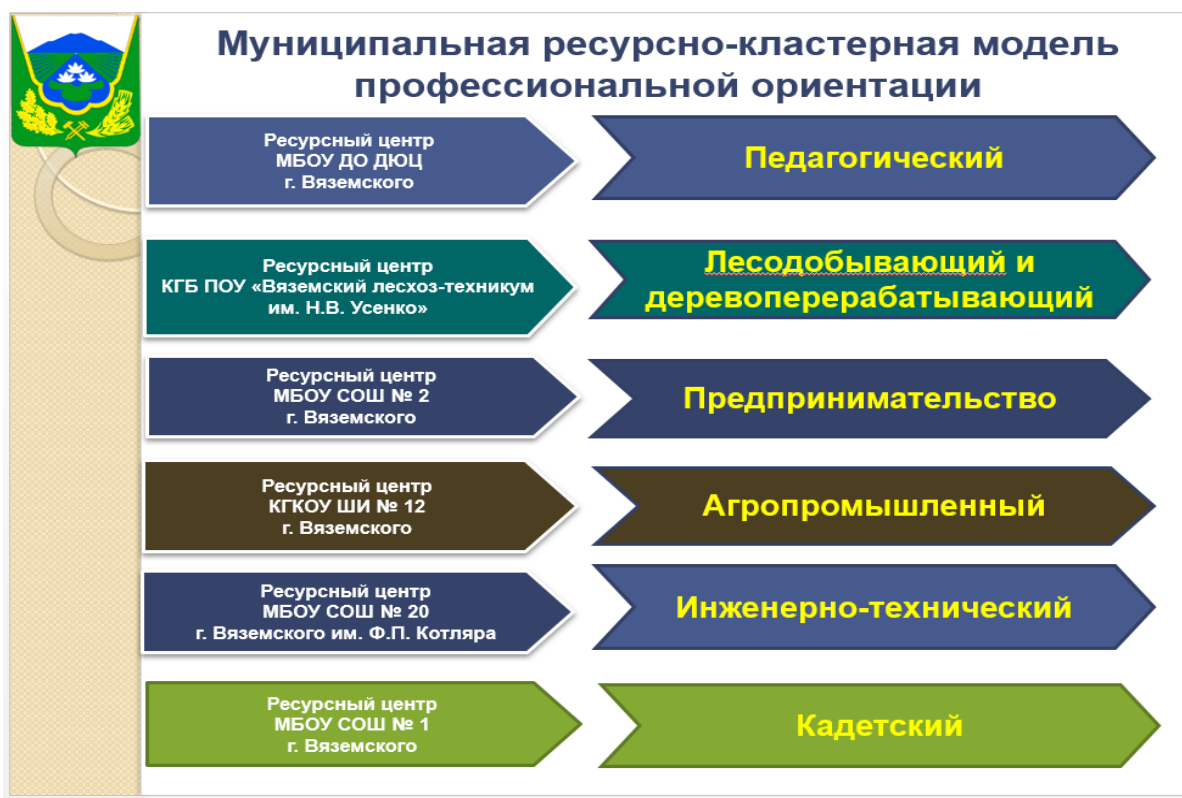 Муниципальная ресурсно-кластерная модель
профессиональной ориентации
Ресурсный центр
МБОУ ДО ДЮЦ
г. Вяземского
Педагогический
Ресурсный центр
КГБ ПОУ «Вяземский лесхоз-техникум
им. Н.В. Усенко»
Лесодобывающий и
деревоперерабатывающий
Ресурсный центр
МБОУ СОШ № 2
г. Вяземского
Предпринимательство
Ресурсный центр
КГКОУ ШИ № 12
г. Вяземского
Агропромышленный
Ресурсный центр
МБОУ СОШ № 20
г. Вяземского им. Ф.П. Котляра
Инженерно-технический
Ресурсный центр
МБОУ СОШ № 1
г. Вяземского
Кадетский